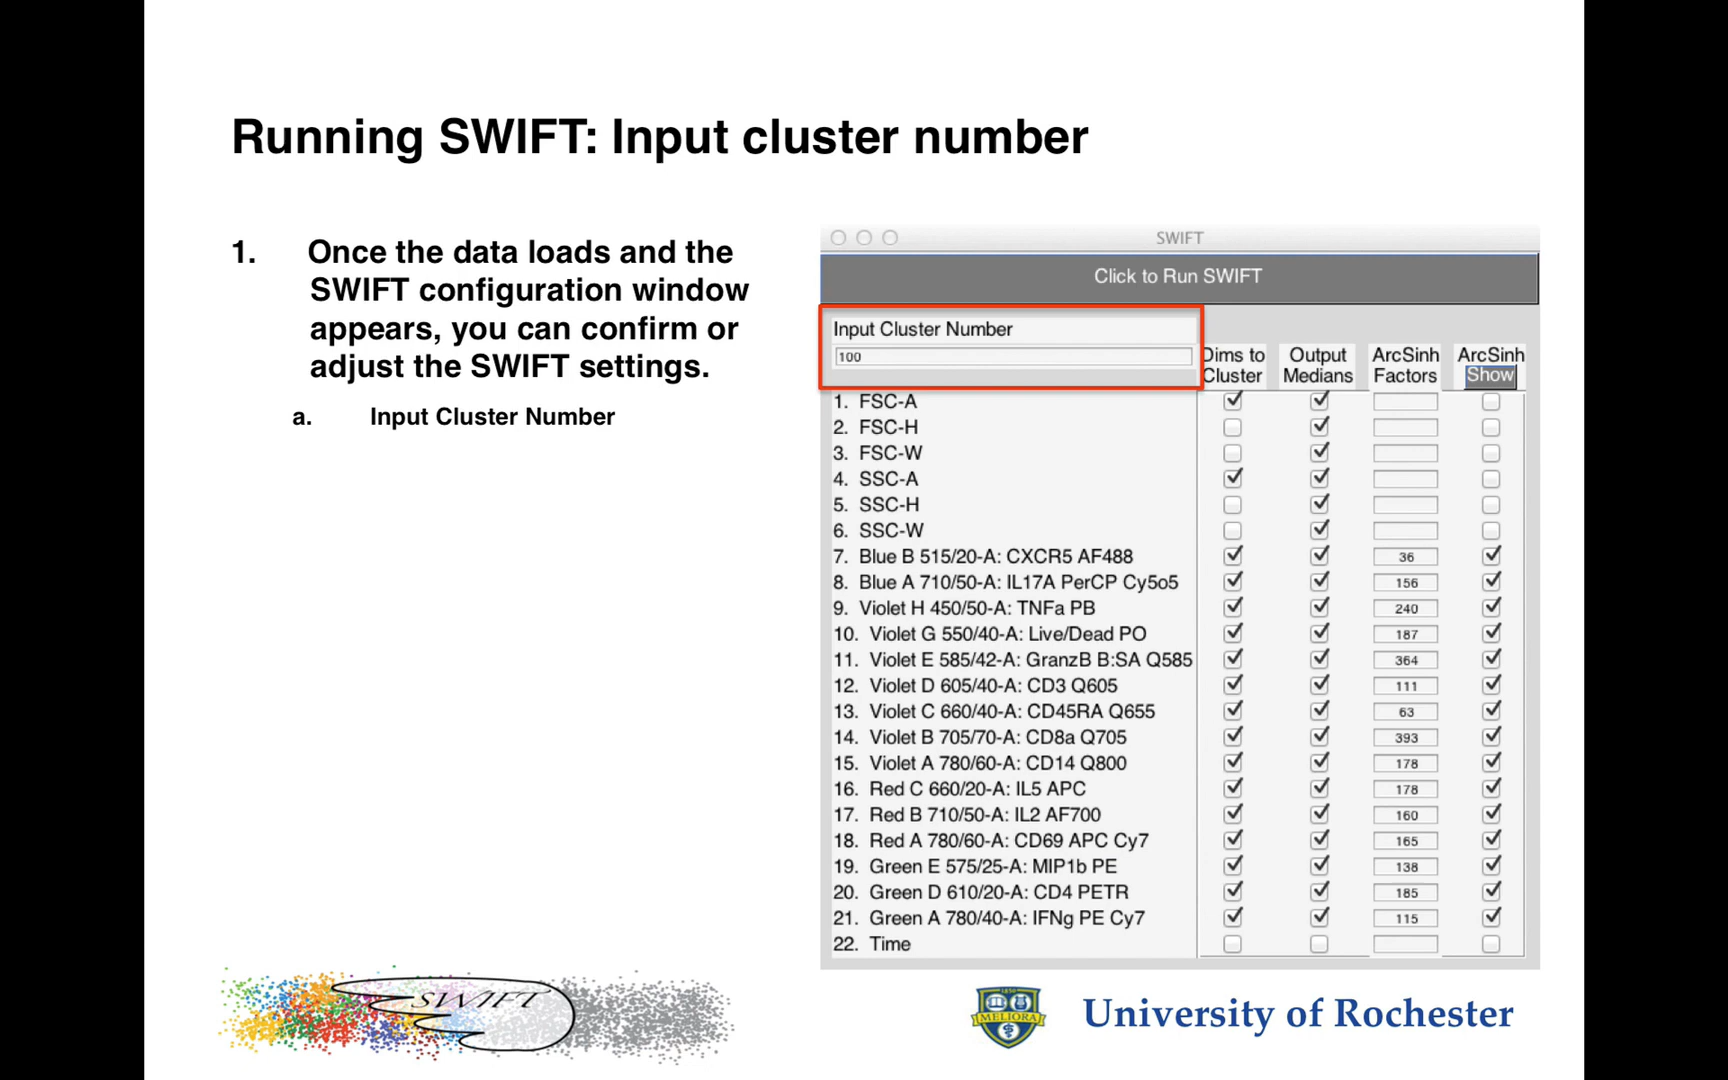 Running SWIFT: Input cluster number
1. Once the data loads and the
SWIFT configuration window
appears, you can confirm or
adjust the SWIFT settings.
a. Input Cluster Number
SWIFT
Click to Run SWIFT
Input Cluster Number
100
Dims to Cluster
Output Medians
ArcSinh Factors
ArcSinh Show
1. FSC-A
2. FSC-H
3. FSC-W
4. SSC-A
5. SSC-H
6. SSC-W
7. Blue B 515/20-A: CXCR5 AF488 36
8. Blue A 710/50-A: IL17A PerCP Cy5o5 156
9. Violet H 450/50-A: TNFa PB 240
10. Violet G 550/40-A: Live/Dead PO 187
11. Violet E 585/42-A: GranzB B:SA Q585 364
12. Violet D 605/40-A: CD3 Q605 111
13. Violet C 660/40-A: CD45RA Q655 63
14. Violet B 705/70-A: CD8a Q705 393
15. Violet A 780/60-A: CD14 Q800 178
16. Red C 660/20-A: IL5 APC 178
17. Red B 710/50-A: IL2 AF700 160
18. Red A 780/60-A: CD69 APC Cy7 165
19. Green E 575/25-A: MIP1b PE 138
20. Green D 610/20-A: CD4 PETR 185
21. Green A 780/40-A: IFNg PE Cy7 115
22. Time
SWIFT
MELIORA
University of Rochester